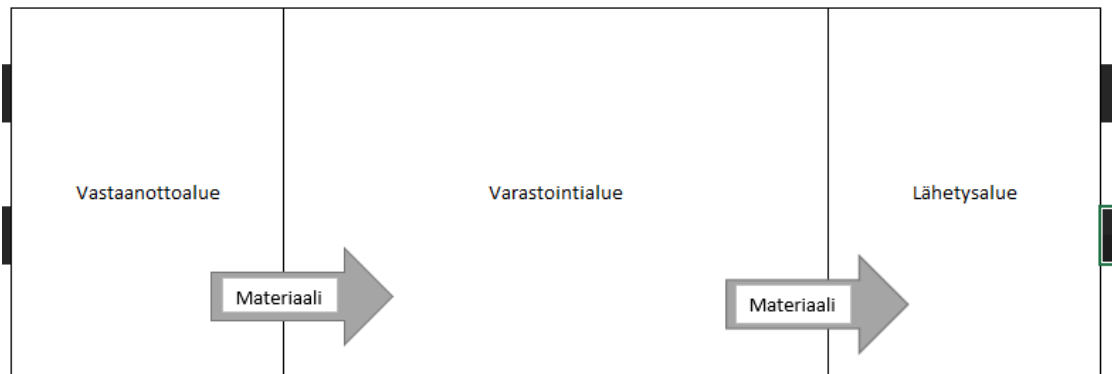 Vastaanottoalue
Varastointialue
Lähetysalue
Materiaali
Materiaali